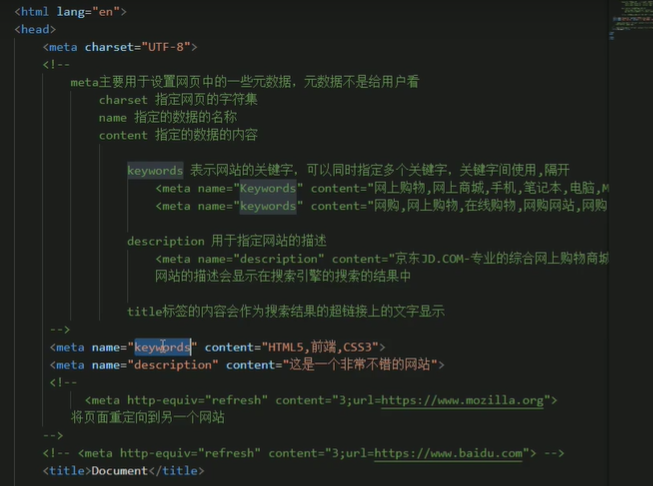 <html lang="en">
<head>
<meta charset="UTF-8">
<!--
meta主要用于设置网页中的一些元数据，元数据不是给用户看
charset 指定网页的字符集
name 指定的数据的名称
content 指定的数据的内容
keywords 表示网站的关键字，可以同时指定多个关键字，关键字间使用,隔开
<meta name="Keywords" content="网上购物,网上商城,手机,笔记本,电脑,M
<meta name="keywords" content="网购,网上购物,在线购物,网购网站,网购
description 用于指定网站的描述
<meta name="description" content="京东JD.COM-专业的综合网上购物商城
网站的描述会显示在搜索引擎的搜索的结果中
title标签的内容会作为搜索结果的超链接上的文字显示
-->
<meta name="keywords" content="HTML5,前端,CSS3">
<meta name="description" content="这是一个非常不错的网站">
<!--
<meta http-equiv="refresh" content="3;url=https://www.mozilla.org">
将页面重定向到另一个网站
-->
<!-- <meta http-equiv="refresh" content="3;url=https://www.baidu.com"> -->
<title>Document</title>